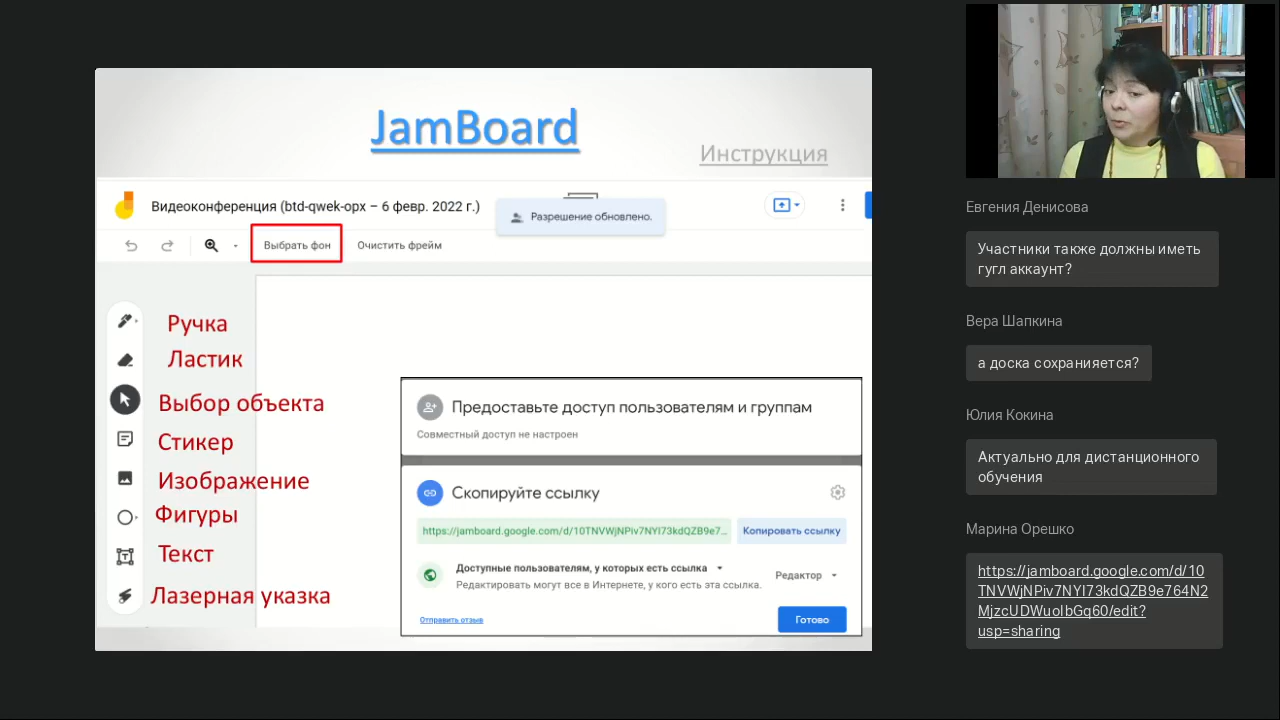 JamBoard
Инструкция
Видеоконференция (btd-qwek-opx – 6 февр. 2022 г.)
Разрешение обновлено.
Выбрать фон
Очистить фрейм
Ручка
Ластик
Выбор объекта
Стикер
Изображение
Фигуры
Текст
Лазерная указка
Предоставьте доступ пользователям и группам
Совместный доступ не настроен
Скопируйте ссылку
https://jamboard.google.com/d/10TNVWjNPiv7NYI73kdQZB9e7...
Копировать ссылку
Доступные пользователям, у которых есть ссылка
Редактировать могут все в Интернете, у кого есть эта ссылка.
Редактор
Отправить отзыв
Готово
Евгения Денисова
Участники также должны иметь
гугл аккаунт?
Вера Шапкина
а доска сохранияется?
Юлия Кокина
Актуально для дистанционного
обучения
Марина Орешко
https://jamboard.google.com/d/10
TNVWjNPiv7NYI73kdQZB9e764N2
MjzcUDWuoIbGq60/edit?
usp=sharing